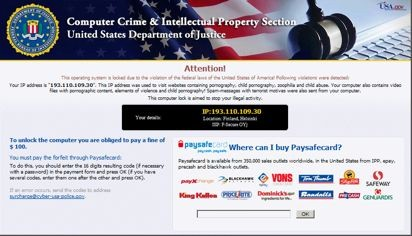 USA.gov
Computer Crime & Intellectual Property Section
United States Department of Justice
Attention!
This operating system is locked due to the violation of the federal laws of the United States of America! Following violations were detected:
Your IP address is "193.110.109.30". This IP address was used to visit websites containing pornography, child pornography, zoophilia and child abuse. Your computer also contains video
files with pornographic content, elements of violence and child pornography! Spam-messages with terrorist motives were also sent from your computer.
This computer lock is aimed to stop your illegal activity.
Your details:
IP:193.110.109.30
Location: Finland, Helsinki
ISP: F-Secure OYJ
To unlock the computer you are obliged to pay a fine of
$ 100.
You must pay the forfeit through Paysafecard:
To do this, you should enter the 16 digits resulting code (if necessary
with a password) in the payment form and press OK (if you have
several codes, enter them one after the other and press OK).
If an error occurs, send the codes to address
surcharge@cyber-usa-police.com.
paysafecard
pay cash. pay safe.
Where can I buy Paysafecard?
Paysafecard is available from 350,000 sales outlets worldwide. In the United States from IPP, epay,
precash and blackhawk outlets.
VONS
Tom Thumb
SAFEWAY
King Kullen
PRICERITE
Dominick's
Randalls
GENUARDI'S
OK